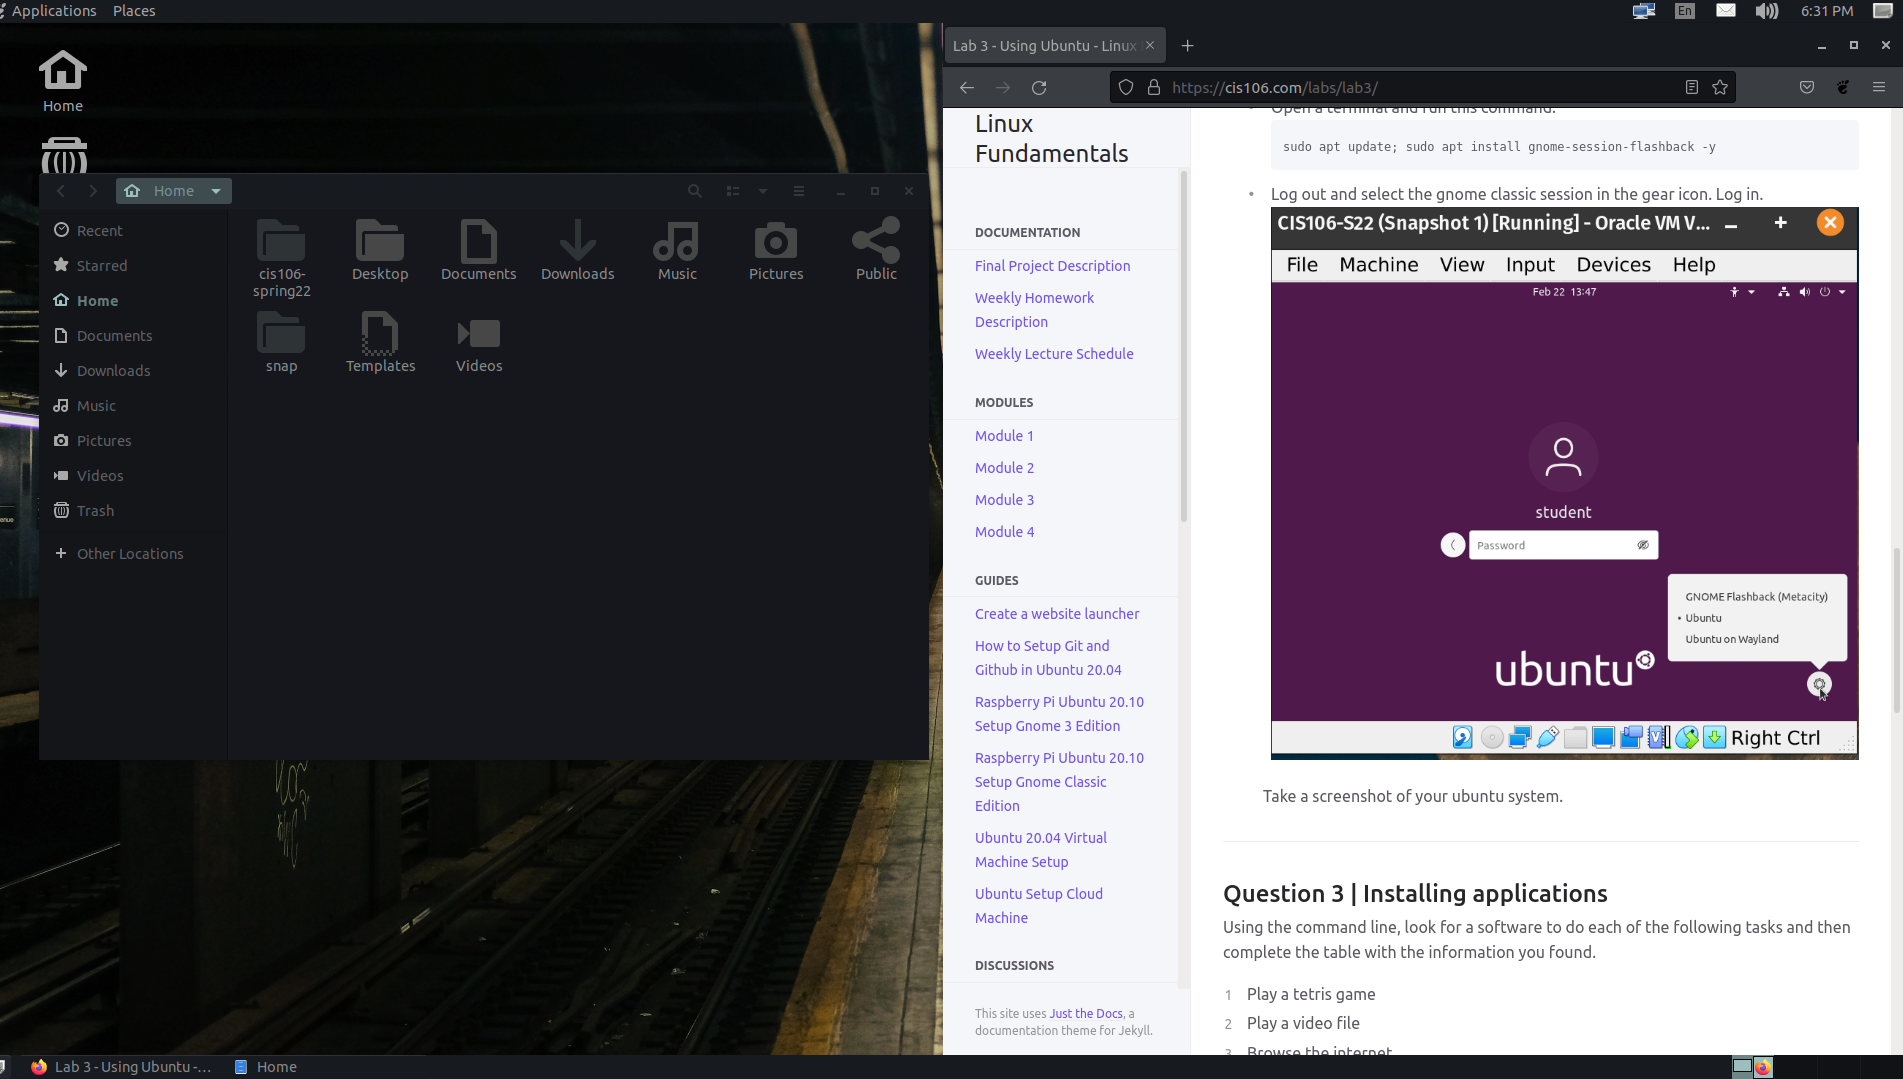 Applications
Places
En
6:31 PM
Home
Home
Recent
Starred
Home
Documents
Downloads
Music
Pictures
Videos
Trash
Other Locations
cis106-
spring22
Desktop
Documents
Downloads
Music
Pictures
Public
snap
Templates
Videos
Lab 3 - Using Ubuntu - Linux
https://cis106.com/labs/lab3/
Linux
Fundamentals
DOCUMENTATION
Final Project Description
Weekly Homework
Description
Weekly Lecture Schedule
MODULES
Module 1
Module 2
Module 3
Module 4
GUIDES
Create a website launcher
How to Setup Git and
Github in Ubuntu 20.04
Raspberry Pi Ubuntu 20.10
Setup Gnome 3 Edition
Raspberry Pi Ubuntu 20.10
Setup Gnome Classic
Edition
Ubuntu 20.04 Virtual
Machine Setup
Ubuntu Setup Cloud
Machine
DISCUSSIONS
This site uses Just the Docs, a
documentation theme for Jekyll.
Open a terminal and run this command:
sudo apt update; sudo apt install gnome-session-flashback -y
Log out and select the gnome classic session in the gear icon. Log in.
CIS106-S22 (Snapshot 1) [Running] - Oracle VM V...
File Machine View Input Devices Help
Feb 22 13:47
student
Password
GNOME Flashback (Metacity)
• Ubuntu
Ubuntu on Wayland
ubuntu
Right Ctrl
Take a screenshot of your ubuntu system.
Question 3 | Installing applications
Using the command line, look for a software to do each of the following tasks and then
complete the table with the information you found.
1 Play a tetris game
2 Play a video file
3 Browse the internet
Lab 3 - Using Ubuntu -...
Home